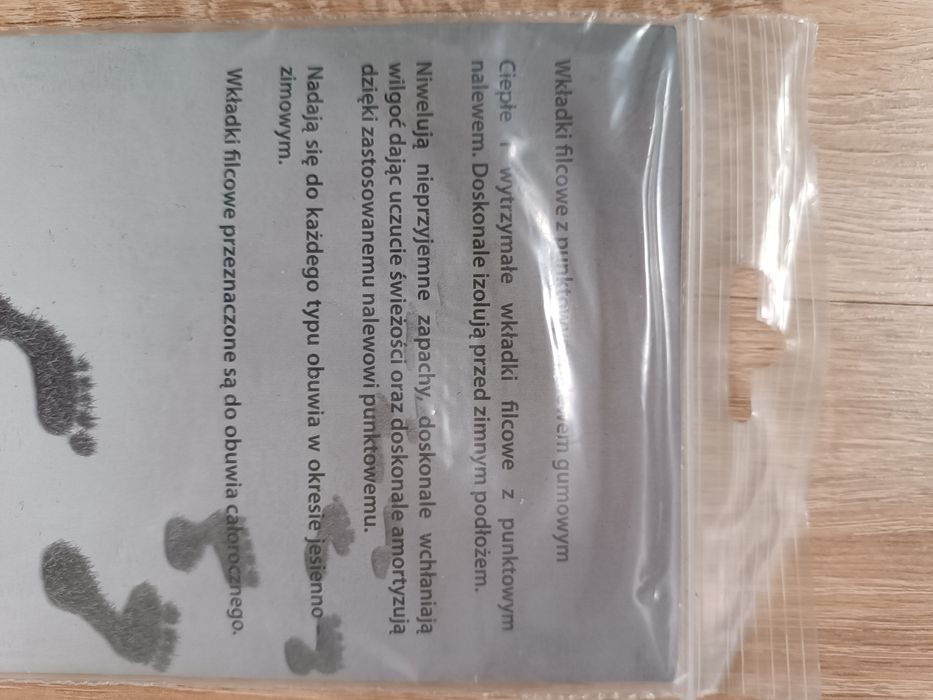 Wkładki filcowe z punktowym nalewem gumowym
Ciepłe i wytrzymałe wkładki filcowe z punktowym
nalewem. Doskonale izolują przed zimnym podłożem.
Niwelują nieprzyjemne zapachy, doskonale wchłaniają
wilgoć dając uczucie świeżości oraz doskonale amortyzują
dzięki zastosowanemu nalewowi punktowemu.
Nadają się do każdego typu obuwia w okresie jesienno _
zimowym.
Wkładki filcowe przeznaczone są do obuwia całorocznego.